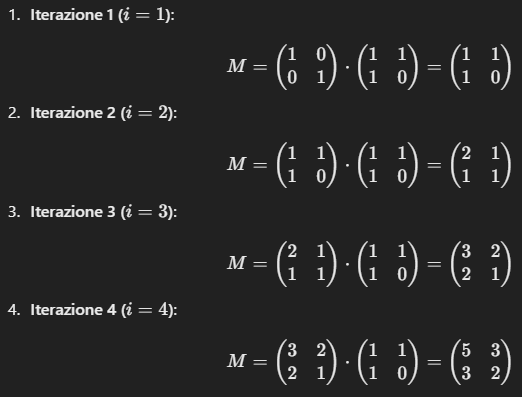 1. Iterazione 1 (i = 1):
M = (1 0; 0 1) · (1 1; 1 0) = (1 1; 1 0)
2. Iterazione 2 (i = 2):
M = (1 1; 1 0) · (1 1; 1 0) = (2 1; 1 1)
3. Iterazione 3 (i = 3):
M = (2 1; 1 1) · (1 1; 1 0) = (3 2; 2 1)
4. Iterazione 4 (i = 4):
M = (3 2; 2 1) · (1 1; 1 0) = (5 3; 3 2)